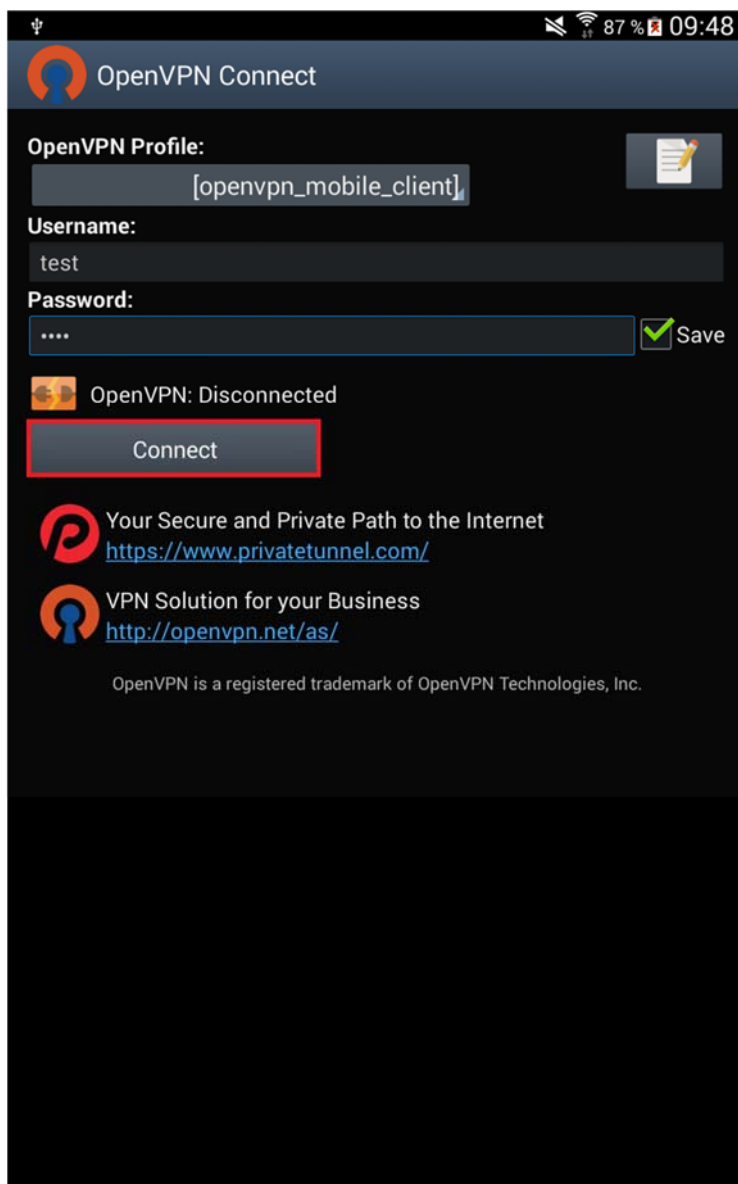 87 % 09:48
OpenVPN Connect
OpenVPN Profile:
[openvpn_mobile_client]
Username:
test
Password:
••••
Save
OpenVPN: Disconnected
Connect
Your Secure and Private Path to the Internet
https://www.privatetunnel.com/
VPN Solution for your Business
http://openvpn.net/as/
OpenVPN is a registered trademark of OpenVPN Technologies, Inc.